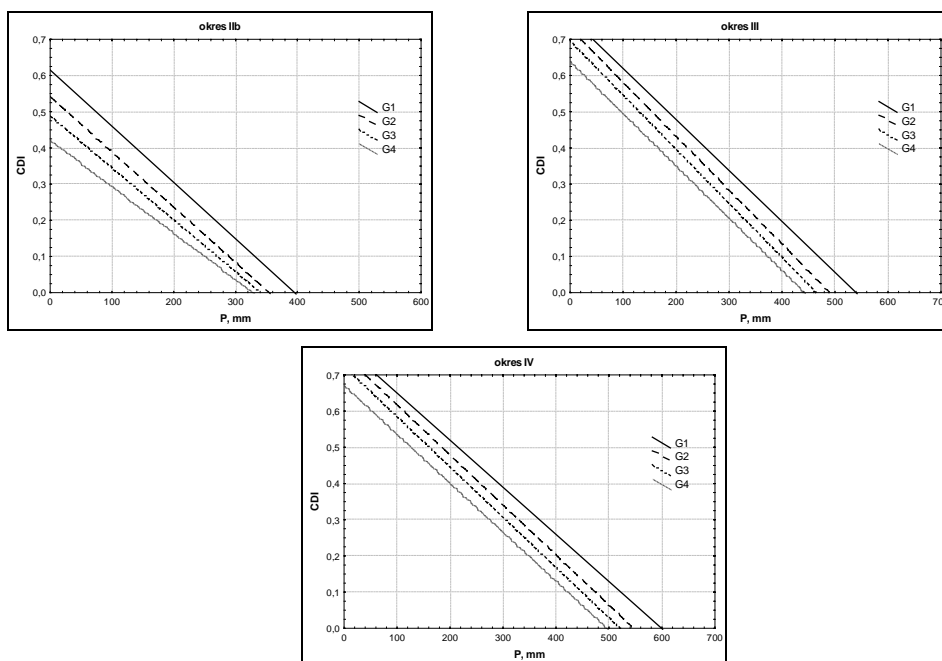 okres IIb
0,7
0,6
0,5
0,4
0,3
0,2
0,1
0,0
CDI
0 100 200 300 400 500 600
P, mm
G1
G2
G3
G4
okres III
0,7
0,6
0,5
0,4
0,3
0,2
0,1
0,0
CDI
0 100 200 300 400 500 600 700
P, mm
G1
G2
G3
G4
okres IV
0,7
0,6
0,5
0,4
0,3
0,2
0,1
0,0
CDI
0 100 200 300 400 500 600 700
P, mm
G1
G2
G3
G4